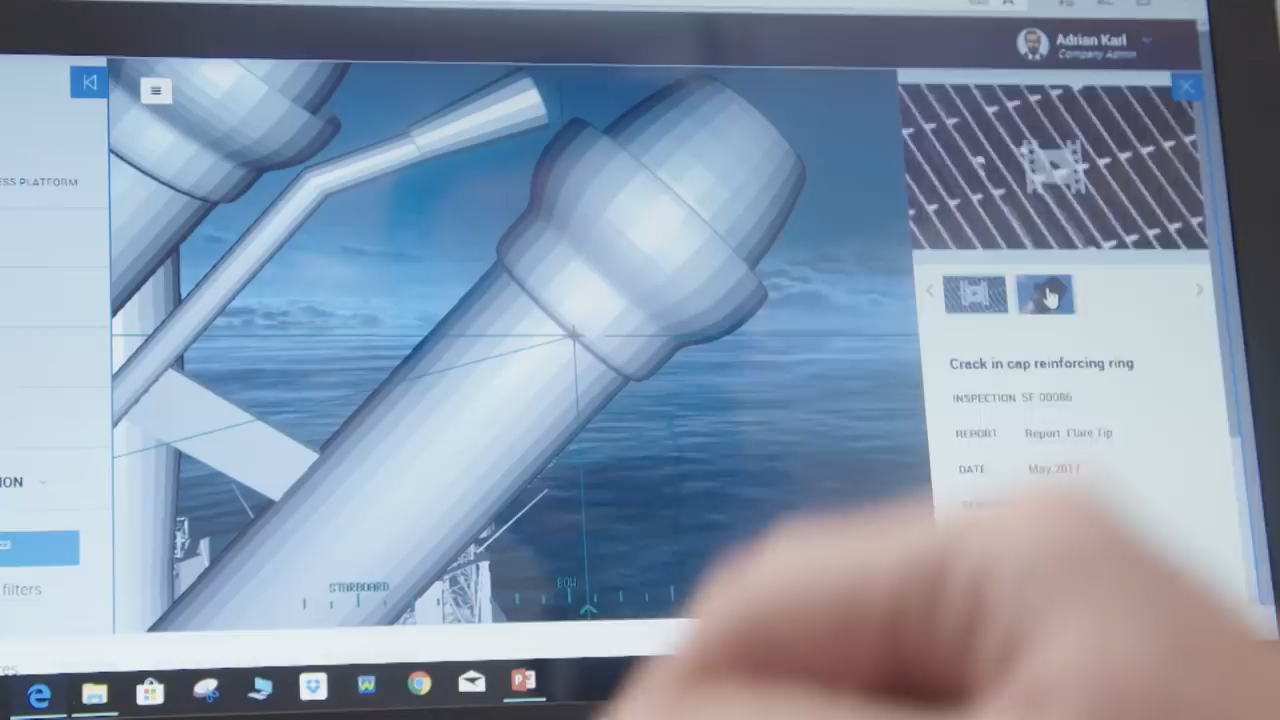 Adrian Karl
Company Admin
ESS PLATFORM
Crack in cap reinforcing ring
INSPECTION SF-00086
REPORT Report Flare Tip
DATE May 2017
ION
filters
STARBOARD
BOW